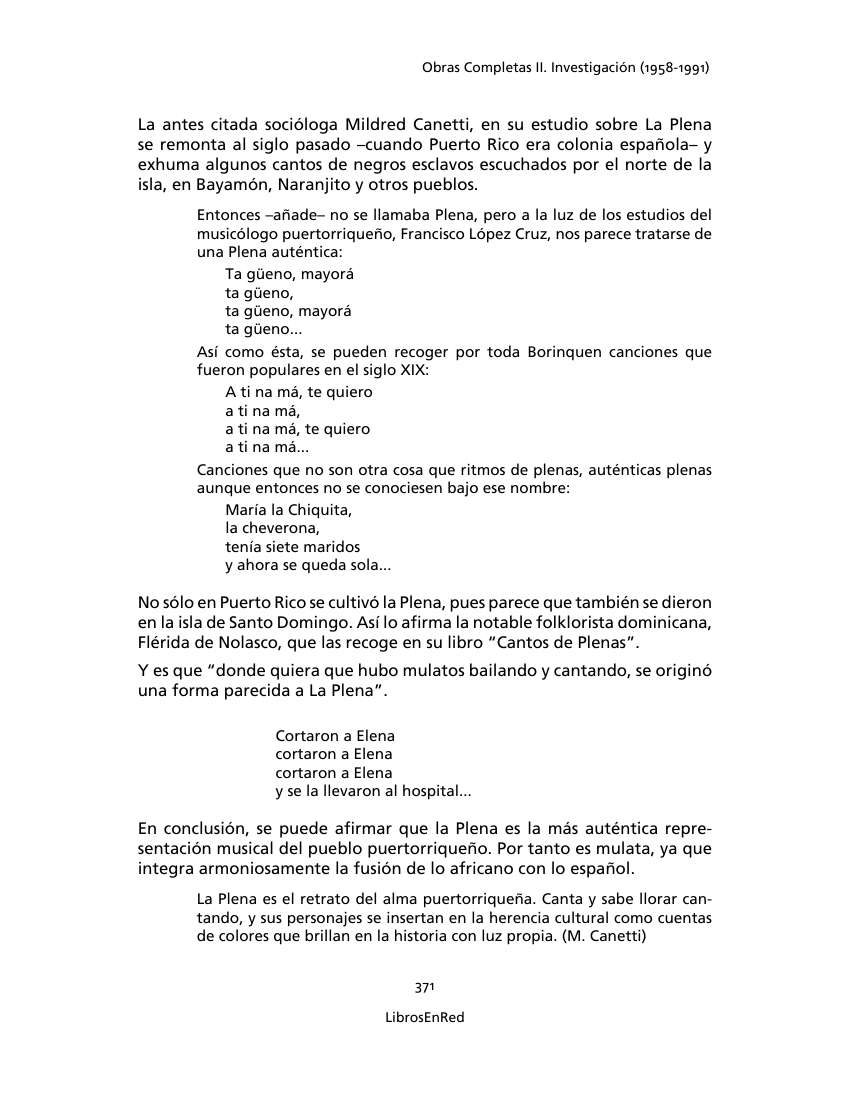 Obras Completas II. Investigación (1958-1991)
La antes citada socióloga Mildred Canetti, en su estudio sobre La Plena
se remonta al siglo pasado –cuando Puerto Rico era colonia española– y
exhuma algunos cantos de negros esclavos escuchados por el norte de la
isla, en Bayamón, Naranjito y otros pueblos.
Entonces –añade– no se llamaba Plena, pero a la luz de los estudios del
musicólogo puertorriqueño, Francisco López Cruz, nos parece tratarse de
una Plena auténtica:
Ta güeno, mayorá
ta güeno,
ta güeno, mayorá
ta güeno...
Así como ésta, se pueden recoger por toda Borinquen canciones que
fueron populares en el siglo XIX:
A ti na má, te quiero
a ti na má,
a ti na má, te quiero
a ti na má...
Canciones que no son otra cosa que ritmos de plenas, auténticas plenas
aunque entonces no se conociesen bajo ese nombre:
María la Chiquita,
la cheverona,
tenía siete maridos
y ahora se queda sola...
No sólo en Puerto Rico se cultivó la Plena, pues parece que también se dieron
en la isla de Santo Domingo. Así lo afirma la notable folklorista dominicana,
Flérida de Nolasco, que las recoge en su libro “Cantos de Plenas”.
Y es que “donde quiera que hubo mulatos bailando y cantando, se originó
una forma parecida a La Plena”.
Cortaron a Elena
cortaron a Elena
cortaron a Elena
y se la llevaron al hospital...
En conclusión, se puede afirmar que la Plena es la más auténtica repre-
sentación musical del pueblo puertorriqueño. Por tanto es mulata, ya que
integra armoniosamente la fusión de lo africano con lo español.
La Plena es el retrato del alma puertorriqueña. Canta y sabe llorar can-
tando, y sus personajes se insertan en la herencia cultural como cuentas
de colores que brillan en la historia con luz propia. (M. Canetti)
371
LibrosEnRed